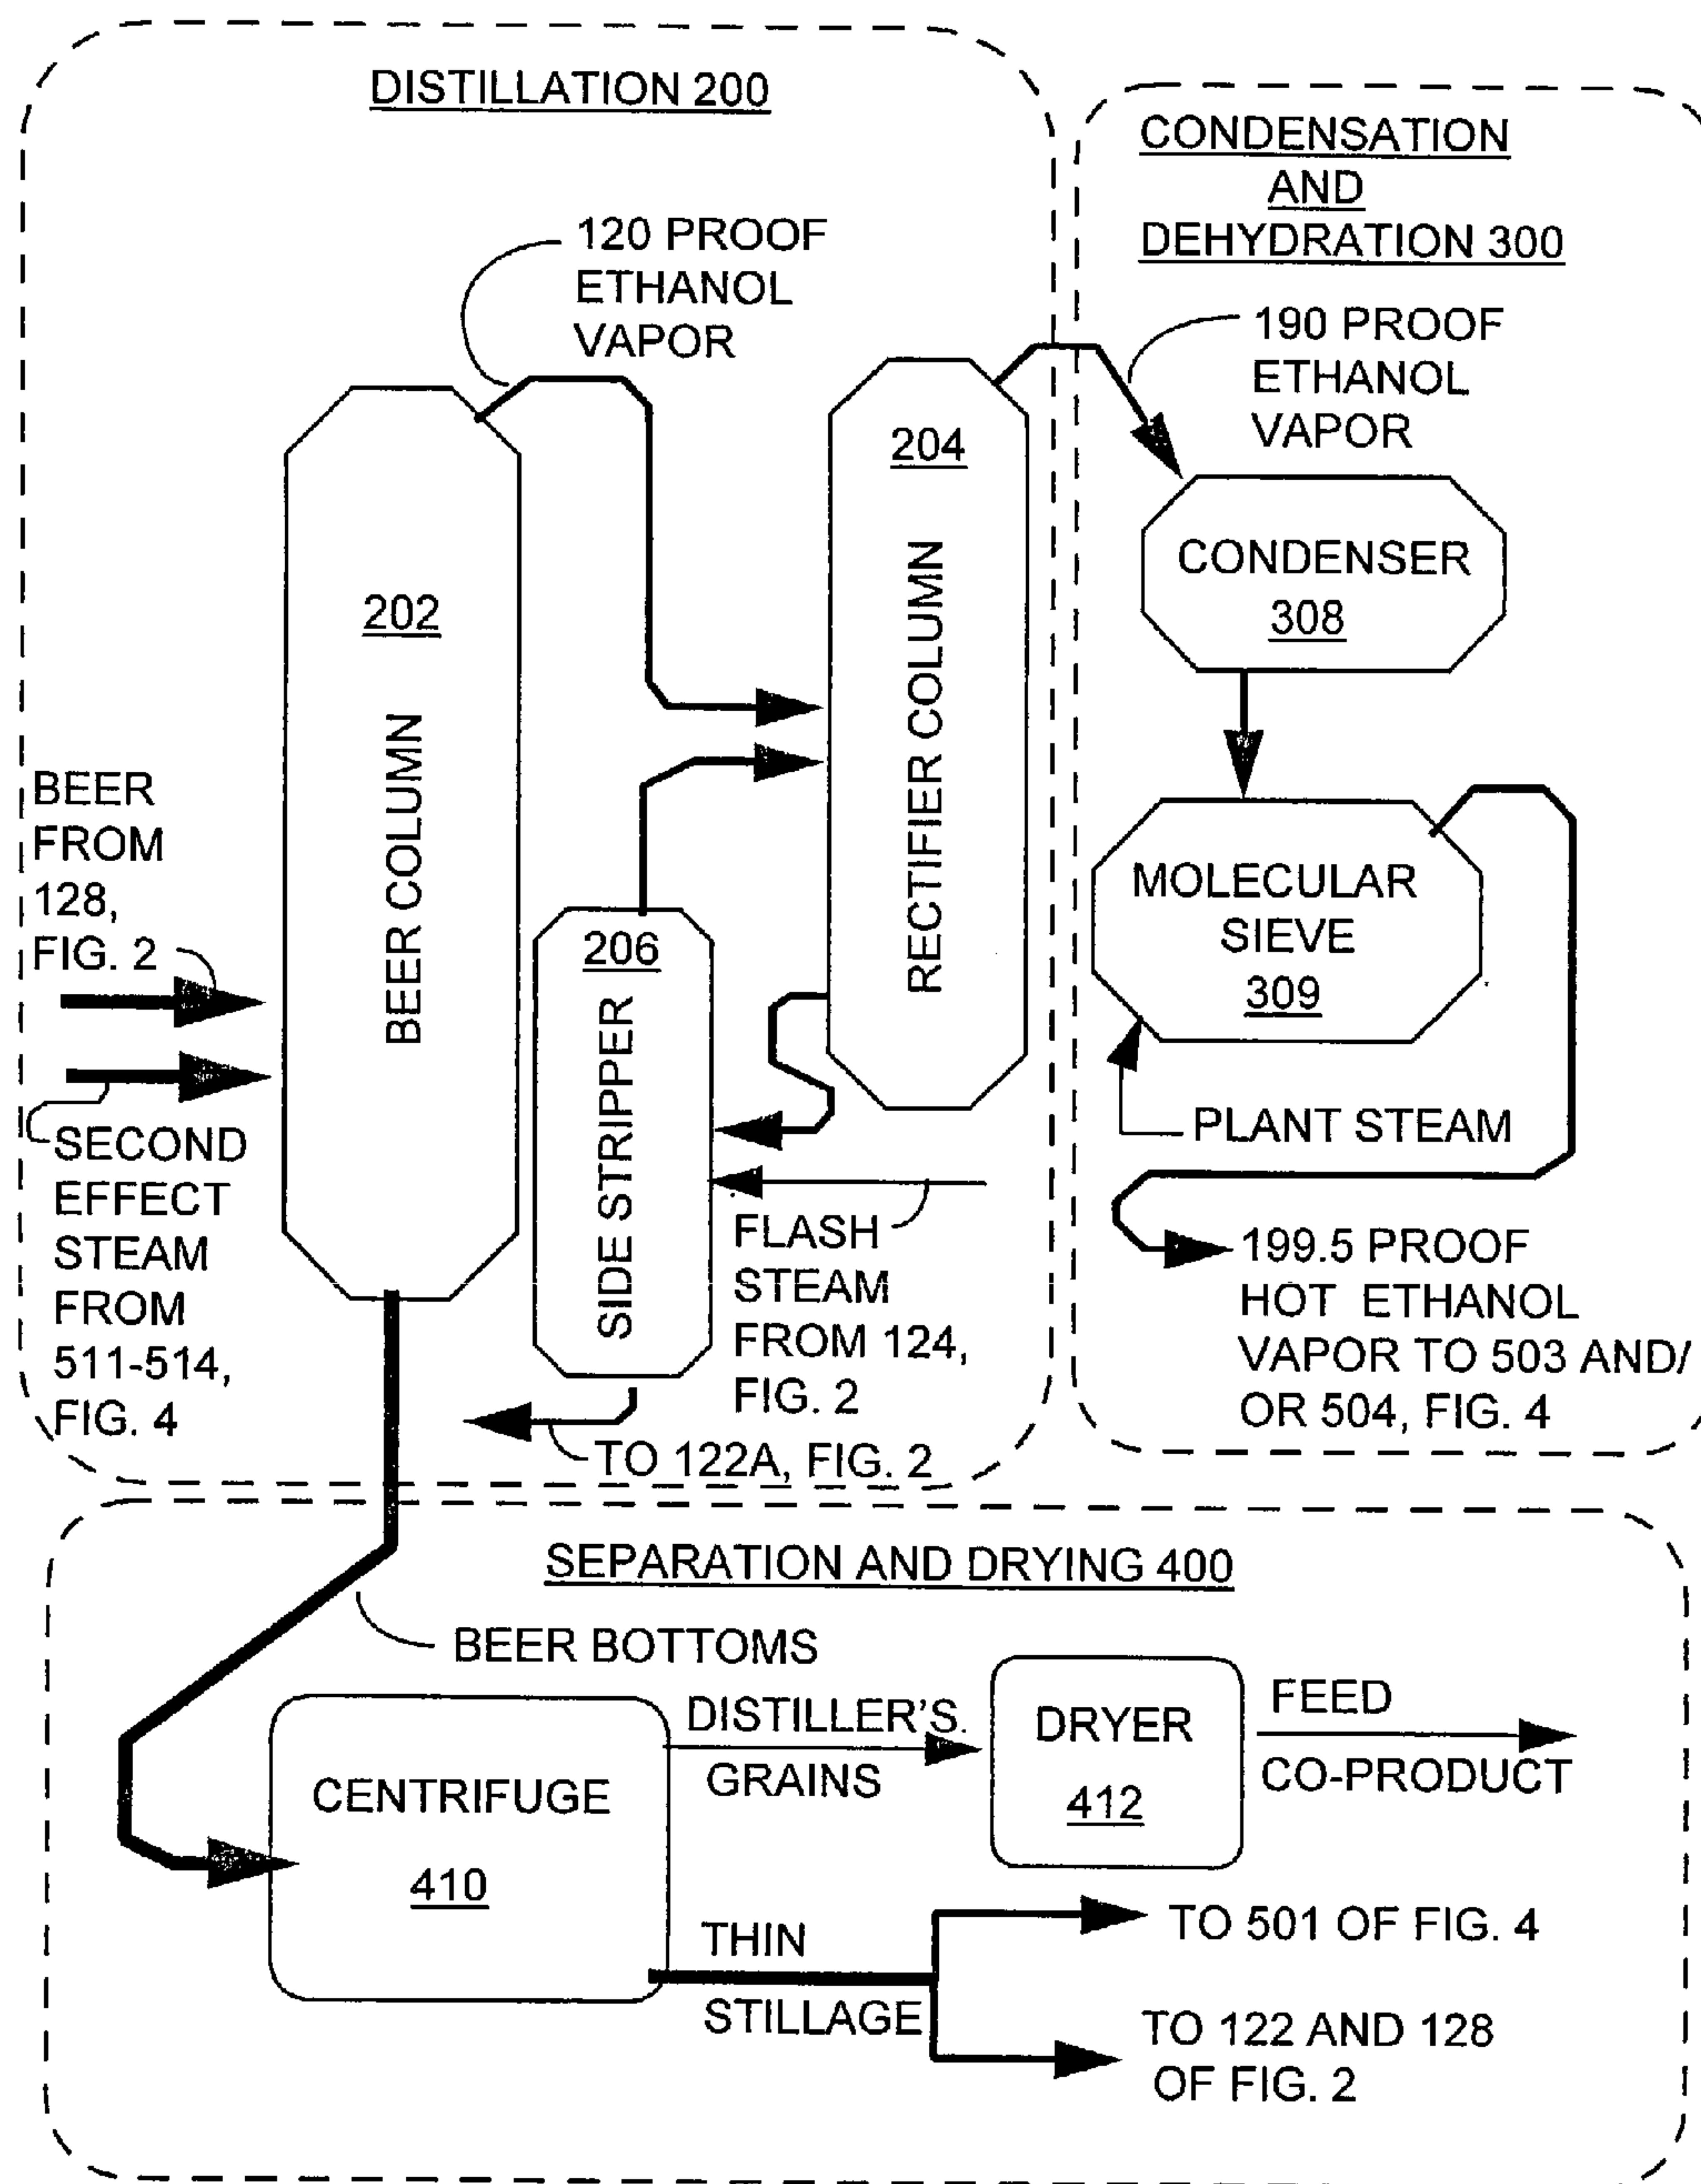 DISTILLATION 200
120 PROOF
ETHANOL
VAPOR
202
BEER COLUMN
204
RECTIFIER COLUMN
206
SIDE STRIPPER
BEER
FROM
128,
FIG. 2
SECOND
EFFECT
STEAM
FROM
511-514,
FIG. 4
FLASH
STEAM
FROM 124,
FIG. 2
TO 122A, FIG. 2
CONDENSATION
AND
DEHYDRATION 300
190 PROOF
ETHANOL
VAPOR
CONDENSER
308
MOLECULAR
SIEVE
309
PLANT STEAM
199.5 PROOF
HOT ETHANOL
VAPOR TO 503 AND/
OR 504, FIG. 4
SEPARATION AND DRYING 400
BEER BOTTOMS
CENTRIFUGE
410
DISTILLER'S.
GRAINS
DRYER
412
FEED
CO-PRODUCT
THIN
STILLAGE
TO 501 OF FIG. 4
TO 122 AND 128
OF FIG. 2